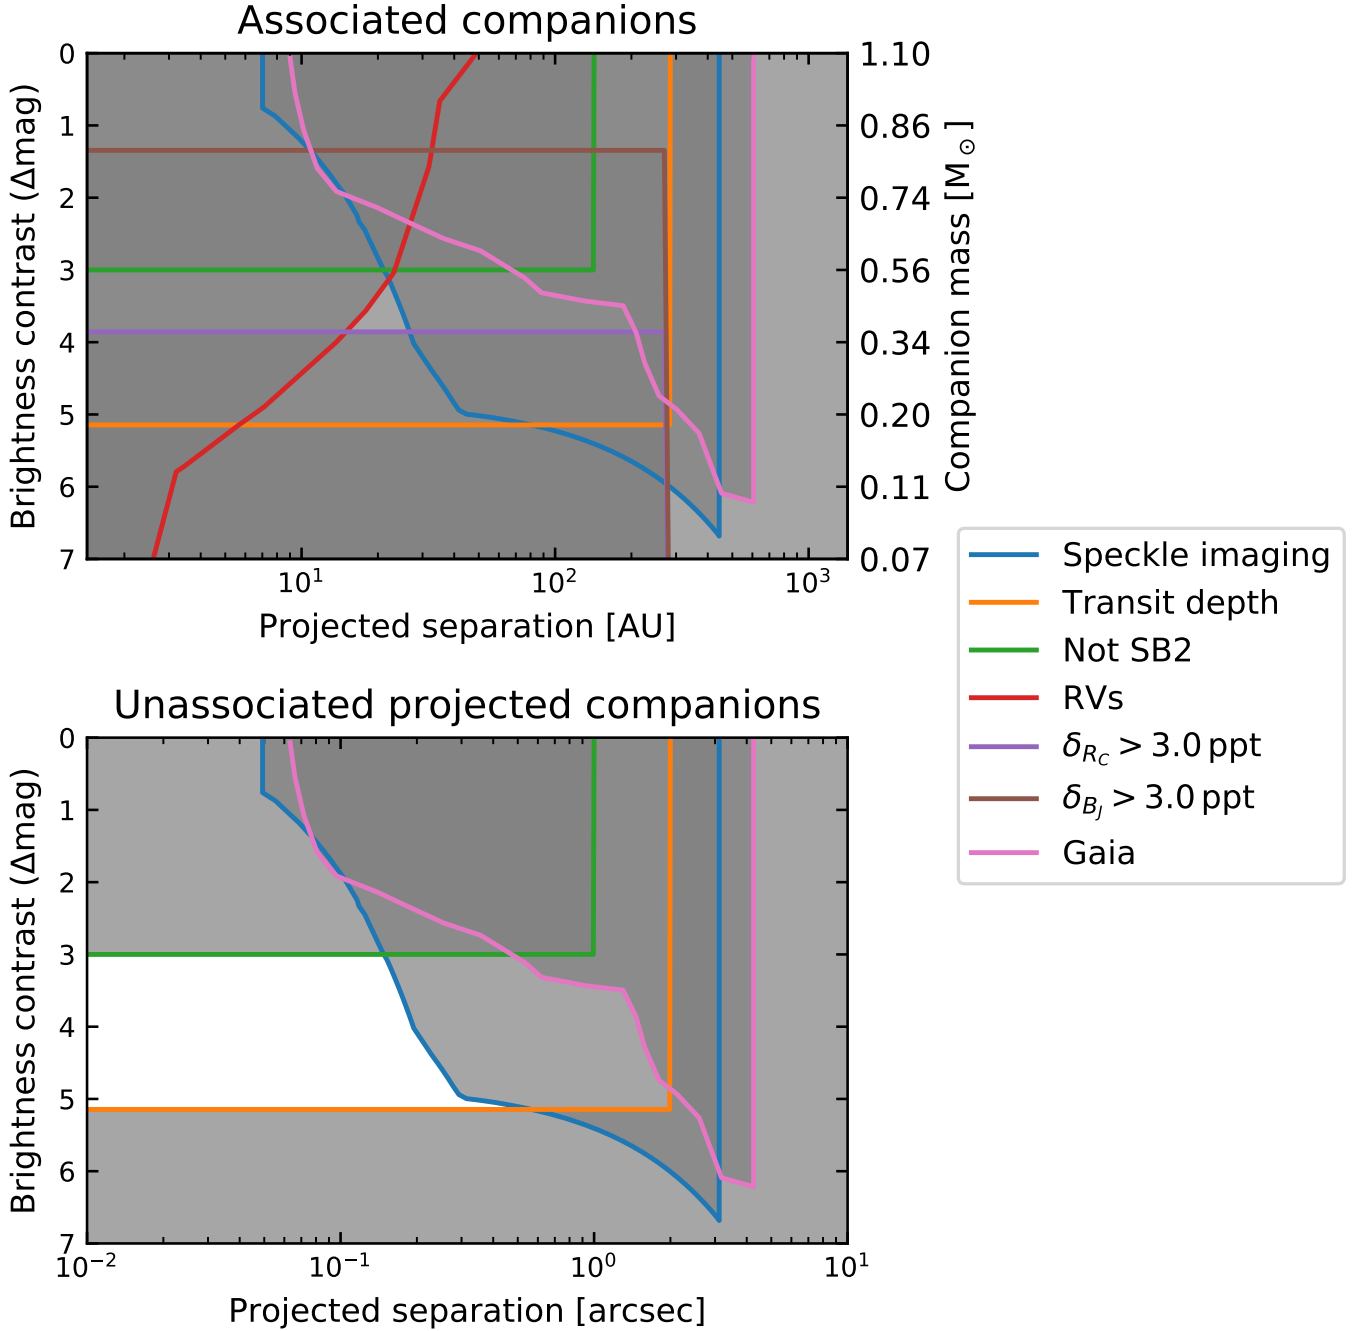 Associated companions
Brightness contrast (Δmag)
0
1
2
3
4
5
6
7
1.10
0.86
0.74
0.56
0.34
0.20
0.11
0.07
Companion mass [M⊙]
10¹
10²
10³
Projected separation [AU]
Speckle imaging
Transit depth
Not SB2
RVs
δ_{R_C} > 3.0 ppt
δ_{B_J} > 3.0 ppt
Gaia
Unassociated projected companions
Brightness contrast (Δmag)
0
1
2
3
4
5
6
7
10⁻²
10⁻¹
10⁰
10¹
Projected separation [arcsec]